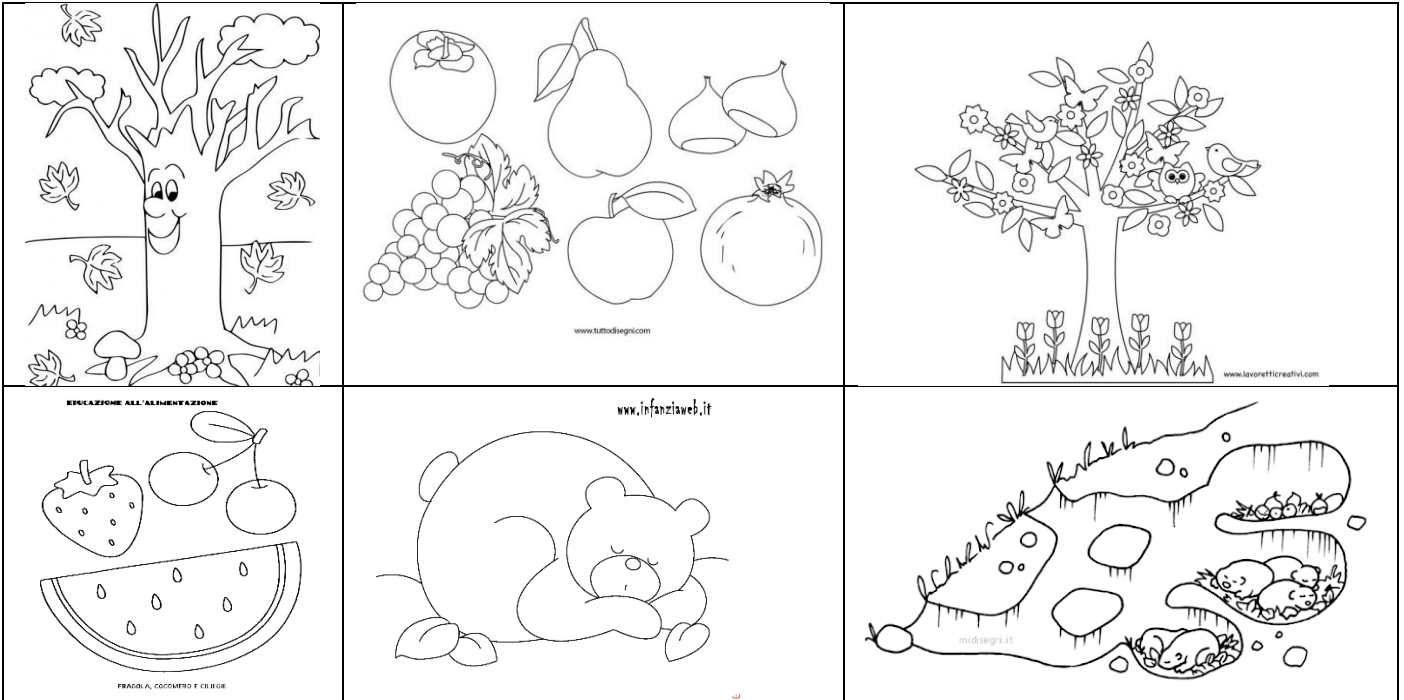 www.tuttodisegni.com
www.lavoretticreativi.com
EDUCAZIONE ALL'ALIMENTAZIONE
FRAGOLA, COCOMERO E CILIEGIE
www.infanziaweb.it
midisegni.it